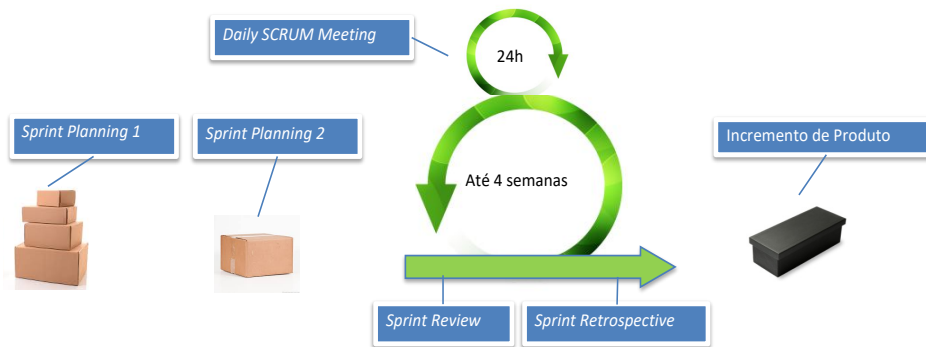 Daily SCRUM Meeting
24h
Sprint Planning 1
Sprint Planning 2
Incremento de Produto
Até 4 semanas
Sprint Review
Sprint Retrospective